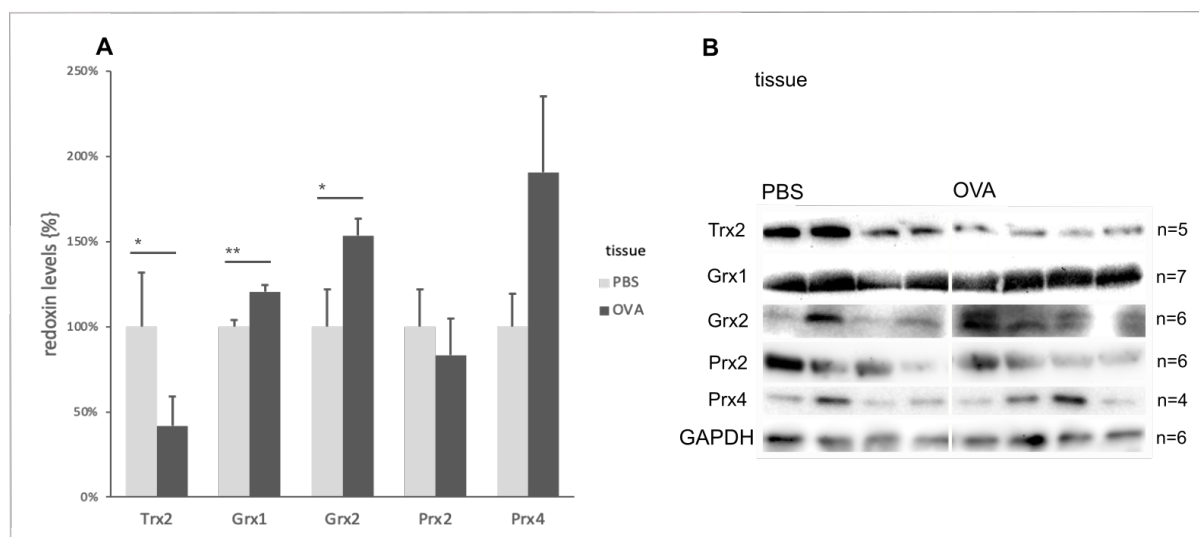 A
250%
200%
150%
100%
50%
0%
redoxin levels {%}
*
**
*
Trx2 Grx1 Grx2 Prx2 Prx4
tissue
PBS
OVA
B
tissue
PBS OVA
Trx2 n=5
Grx1 n=7
Grx2 n=6
Prx2 n=6
Prx4 n=4
GAPDH n=6